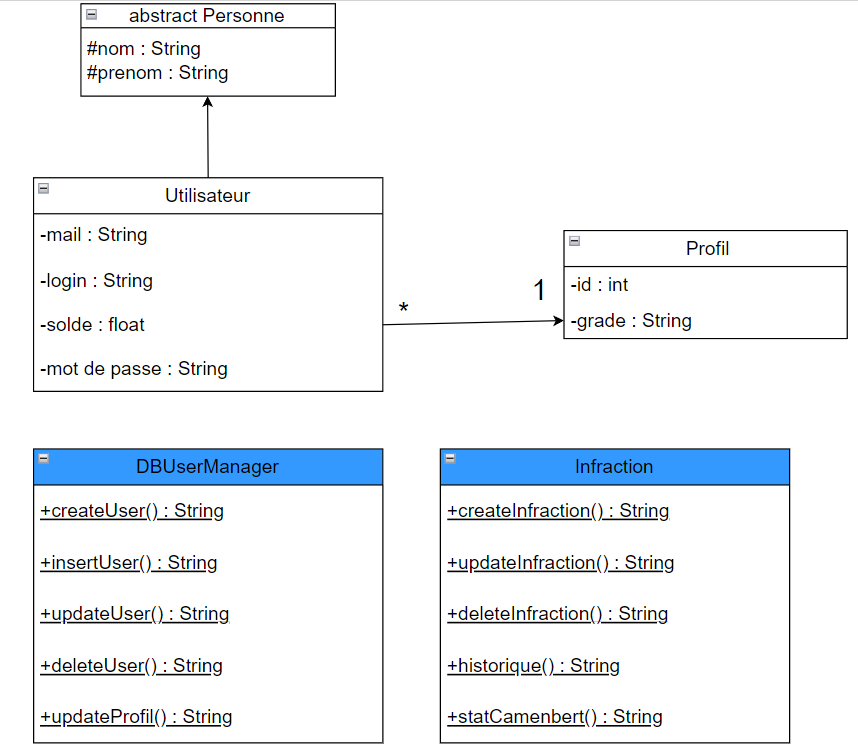 abstract Personne
#nom : String
#prenom : String
Utilisateur
-mail : String
-login : String
-solde : float
-mot de passe : String
*
1
Profil
-id : int
-grade : String
DBUserManager
+createUser() : String
+insertUser() : String
+updateUser() : String
+deleteUser() : String
+updateProfil() : String
Infraction
+createInfraction() : String
+updateInfraction() : String
+deleteInfraction() : String
+historique() : String
+statCamenbert() : String